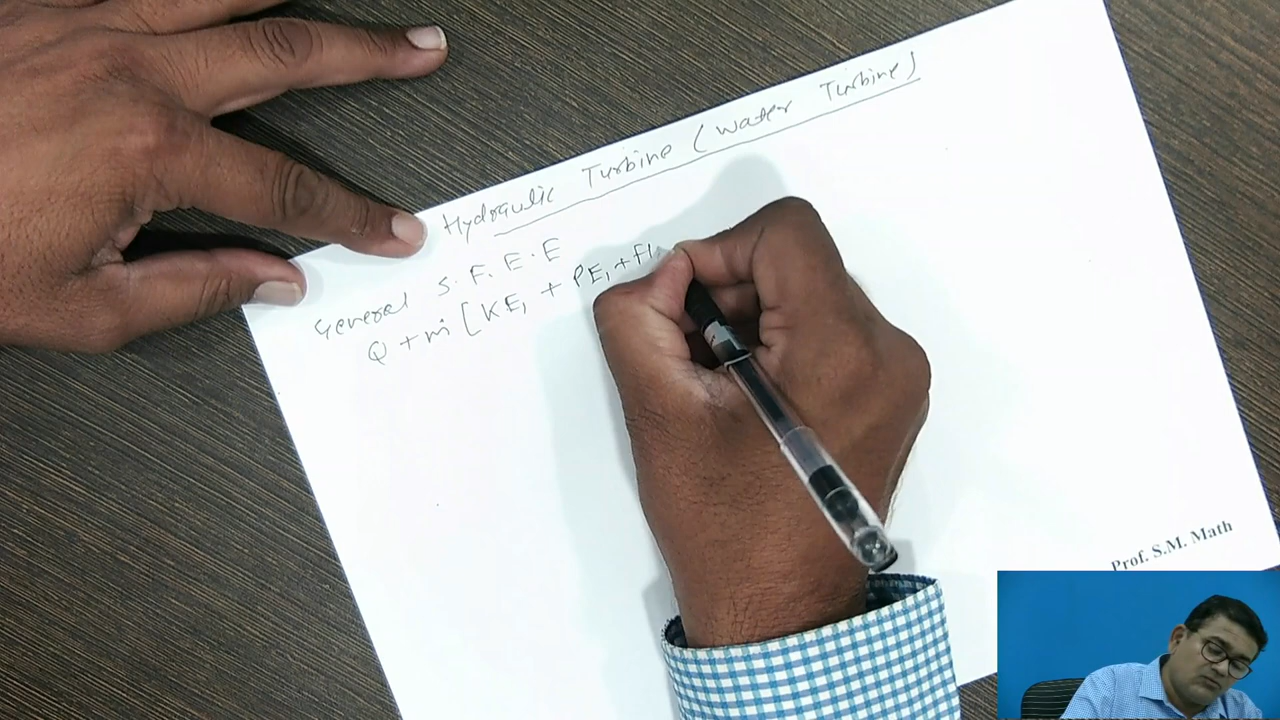 Hydraulic Turbine (Water Turbine)
General S.F.E.E
Q + ṁ [KE₁ + PE₁ + Fl
Prof. S.M. Math